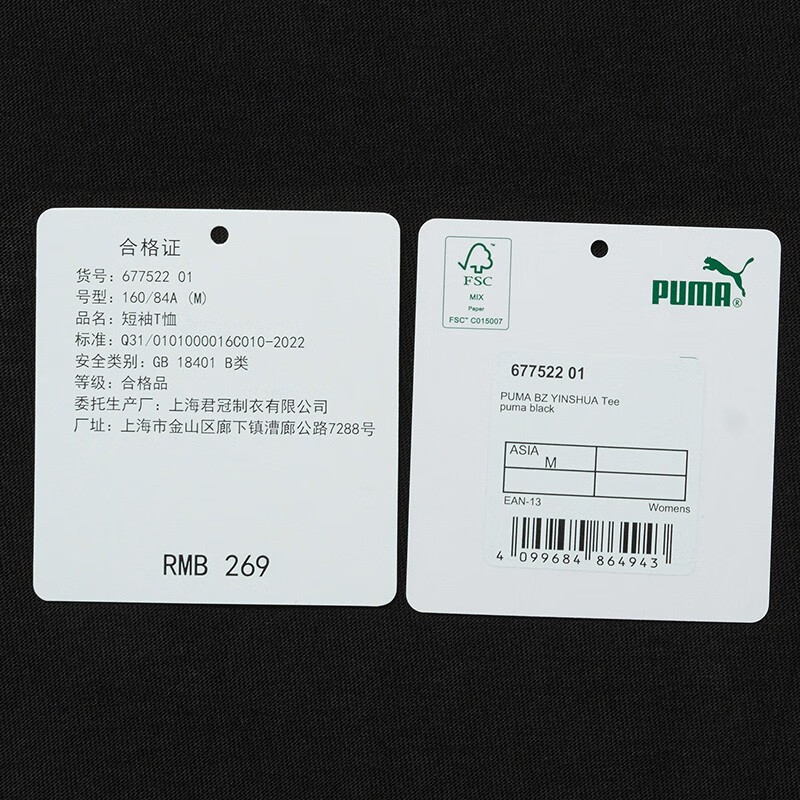 合格证
货号: 677522 01
号型: 160/84A (M)
品名: 短袖T恤
标准: Q31/0101000016C010-2022
安全类别: GB 18401 B类
等级: 合格品
委托生产厂: 上海君冠制衣有限公司
厂址: 上海市金山区廊下镇漕廊公路7288号
RMB 269
FSC
MIX
Paper
FSC™ C015007
PUMA®
677522 01
PUMA BZ YINSHUA Tee
puma black
ASIA
M
EAN-13
Womens
4 099684 864943